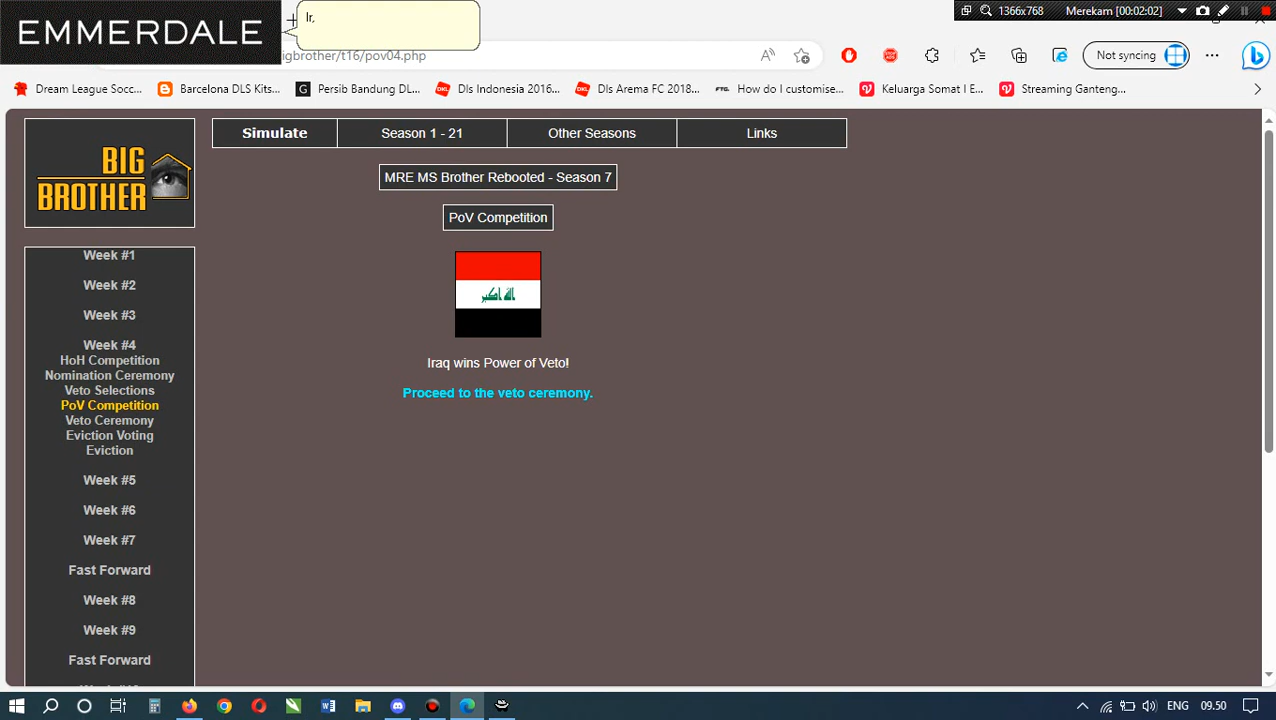 EMMERDALE
Ir,
1366x768
Merekam [00:02:02]
igbrother/t16/pov04.php
A))
Not syncing
Dream League Socc...
Barcelona DLS Kits...
Persib Bandung DL...
Dls Indonesia 2016...
Dls Arema FC 2018...
How do I customise...
Keluarga Somat I E...
Streaming Ganteng...
BIG
BROTHER
Simulate
Season 1 - 21
Other Seasons
Links
MRE MS Brother Rebooted - Season 7
PoV Competition
الله اكبر
Iraq wins Power of Veto!
Proceed to the veto ceremony.
Week #1
Week #2
Week #3
Week #4
HoH Competition
Nomination Ceremony
Veto Selections
PoV Competition
Veto Ceremony
Eviction Voting
Eviction
Week #5
Week #6
Week #7
Fast Forward
Week #8
Week #9
Fast Forward
ENG
09.50